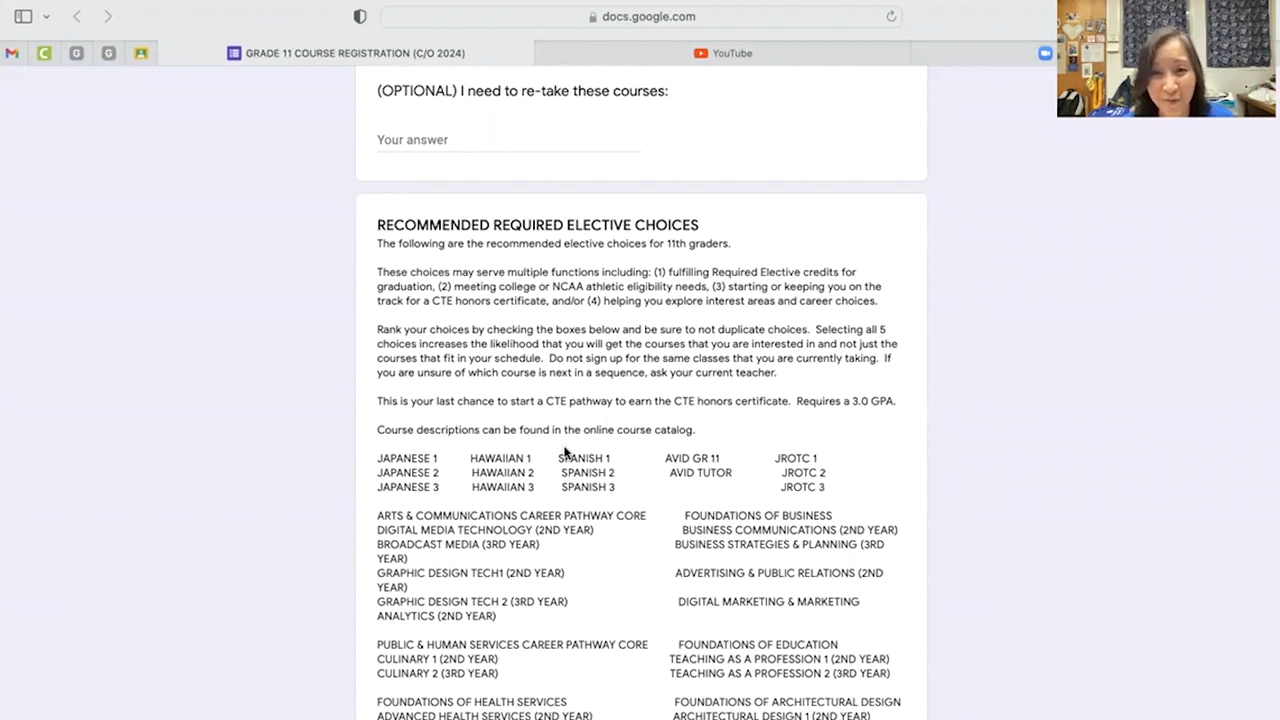 docs.google.com
GRADE 11 COURSE REGISTRATION (C/O 2024)
YouTube
(OPTIONAL) I need to re-take these courses:
Your answer
RECOMMENDED REQUIRED ELECTIVE CHOICES
The following are the recommended elective choices for 11th graders.
These choices may serve multiple functions including: (1) fulfilling Required Elective credits for
graduation, (2) meeting college or NCAA athletic eligibility needs, (3) starting or keeping you on the
track for a CTE honors certificate, and/or (4) helping you explore interest areas and career choices.
Rank your choices by checking the boxes below and be sure to not duplicate choices. Selecting all 5
choices increases the likelihood that you will get the courses that you are interested in and not just the
courses that fit in your schedule. Do not sign up for the same classes that you are currently taking. If
you are unsure of which course is next in a sequence, ask your current teacher.
This is your last chance to start a CTE pathway to earn the CTE honors certificate. Requires a 3.0 GPA.
Course descriptions can be found in the online course catalog.
JAPANESE 1 HAWAIIAN 1 SPANISH 1 AVID GR 11 JROTC 1
JAPANESE 2 HAWAIIAN 2 SPANISH 2 AVID TUTOR JROTC 2
JAPANESE 3 HAWAIIAN 3 SPANISH 3 JROTC 3
ARTS & COMMUNICATIONS CAREER PATHWAY CORE FOUNDATIONS OF BUSINESS
DIGITAL MEDIA TECHNOLOGY (2ND YEAR) BUSINESS COMMUNICATIONS (2ND YEAR)
BROADCAST MEDIA (3RD YEAR) BUSINESS STRATEGIES & PLANNING (3RD
YEAR)
GRAPHIC DESIGN TECH1 (2ND YEAR) ADVERTISING & PUBLIC RELATIONS (2ND
YEAR)
GRAPHIC DESIGN TECH 2 (3RD YEAR) DIGITAL MARKETING & MARKETING
ANALYTICS (2ND YEAR)
PUBLIC & HUMAN SERVICES CAREER PATHWAY CORE FOUNDATIONS OF EDUCATION
CULINARY 1 (2ND YEAR) TEACHING AS A PROFESSION 1 (2ND YEAR)
CULINARY 2 (3RD YEAR) TEACHING AS A PROFESSION 2 (3RD YEAR)
FOUNDATIONS OF HEALTH SERVICES FOUNDATIONS OF ARCHITECTURAL DESIGN
ADVANCED HEALTH SERVICES (2ND YEAR) ARCHITECTURAL DESIGN 1 (2ND YEAR)